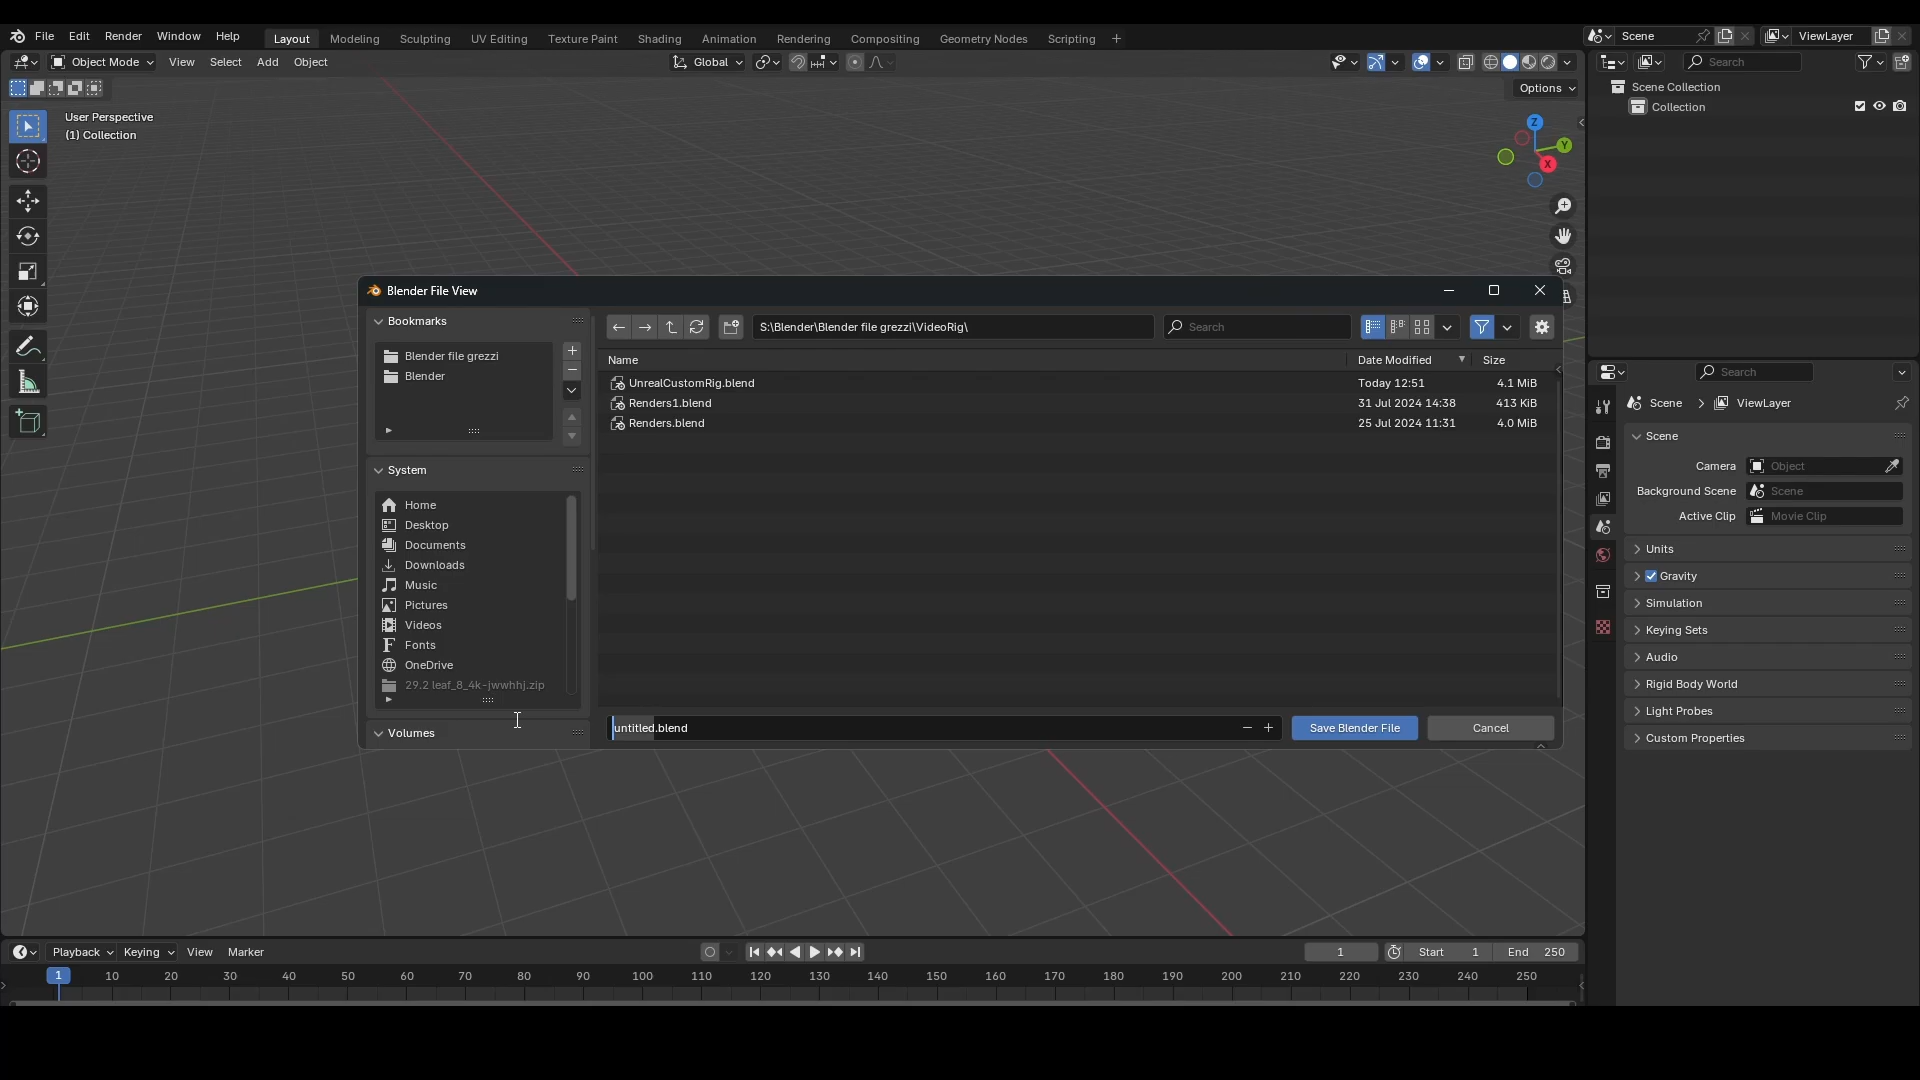 File Edit Render Window Help Layout Modeling Sculpting UV Editing Texture Paint Shading Animation Rendering Compositing Geometry Nodes Scripting + Scene ViewLayer
Object Mode View Select Add Object Global Search
Options
User Perspective
(1) Collection
Scene Collection
Collection
Z
Y
X
Blender File View
Bookmarks
Blender file grezzi
Blender
System
Home
Desktop
Documents
Downloads
Music
Pictures
Videos
Fonts
OneDrive
29.2 leaf_8_4k-jwwhhj.zip
Volumes
S:\Blender\Blender file grezzi\VideoRig\ Search
Name Date Modified Size
UnrealCustomRig.blend Today 12:51 4.1 MiB
Renders1.blend 31 Jul 2024 14:38 413 KiB
Renders.blend 25 Jul 2024 11:31 4.0 MiB
untitled.blend Save Blender File Cancel
Search
Scene ViewLayer
Scene
Camera Object
Background Scene Scene
Active Clip Movie Clip
Units
Gravity
Simulation
Keying Sets
Audio
Rigid Body World
Light Probes
Custom Properties
Playback Keying View Marker 1 Start 1 End 250
1 10 20 30 40 50 60 70 80 90 100 110 120 130 140 150 160 170 180 190 200 210 220 230 240 250